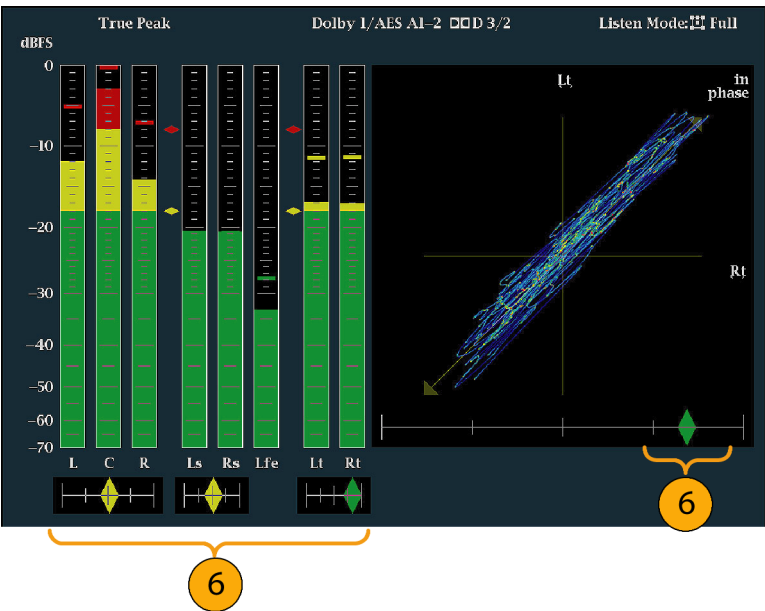 True Peak
Dolby 1/AES A1–2 ▯▯D 3/2
Listen Mode: Full
dBFS
0
–10
–20
–30
–40
–50
–60
–70
L C R Ls Rs Lfe Lt Rt
Lt
in
phase
Rt
6
6